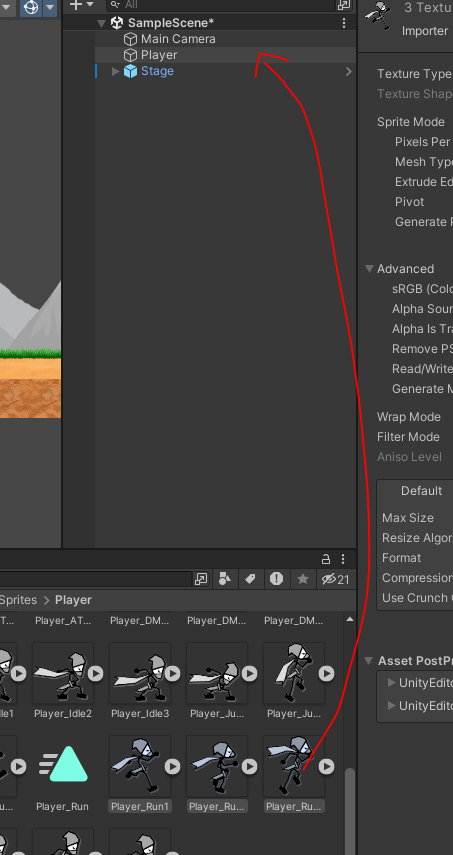 All
3 Textu
SampleScene*
Importer
Main Camera
Player
Stage
Texture Type
Texture Shap
Sprite Mode
Pixels Per
Mesh Type
Extrude Ed
Pivot
Generate P
Advanced
sRGB (Colo
Alpha Sour
Alpha Is Tra
Remove PS
Read/Write
Generate M
Wrap Mode
Filter Mode
Aniso Level
Default
Max Size
Resize Algor
Format
Compression
Use Crunch C
21
Sprites > Player
T...
Player_AT...
Player_DM...
Player_DM...
Player_DM...
Asset PostPr
UnityEdito
UnityEdito
dle1
Player_Idle2
Player_Idle3
Player_Ju...
Player_Ju...
u...
Player_Run
Player_Run1
Player_Ru...
Player_Ru...